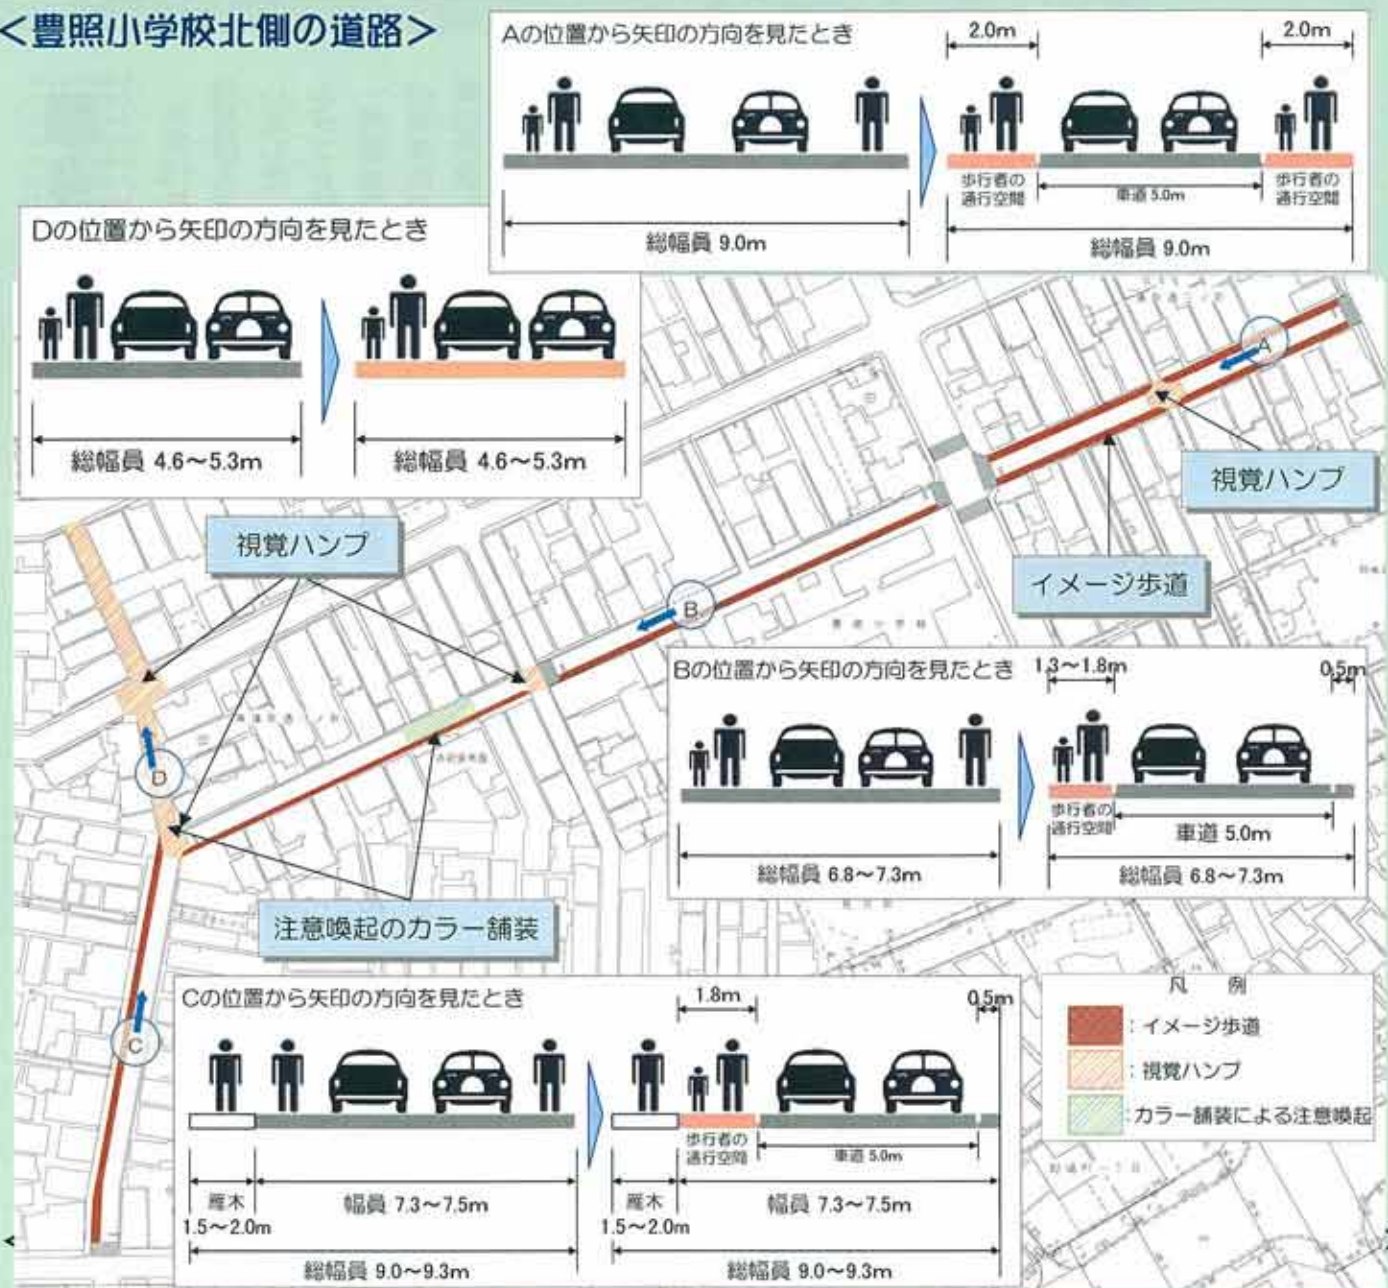 ＜豊照小学校北側の道路＞
Aの位置から矢印の方向を見たとき
2.0m
2.0m
歩行者の
通行空間
車道 5.0m
歩行者の
通行空間
総幅員 9.0m
総幅員 9.0m
Dの位置から矢印の方向を見たとき
総幅員 4.6～5.3m
総幅員 4.6～5.3m
A
視覚ハンプ
視覚ハンプ
イメージ歩道
B
Bの位置から矢印の方向を見たとき
1.3～1.8m
0.5m
歩行者の
通行空間
車道 5.0m
総幅員 6.8～7.3m
総幅員 6.8～7.3m
D
注意喚起のカラー舗装
C
Cの位置から矢印の方向を見たとき
1.8m
0.5m
歩行者の
通行空間
車道 5.0m
雁木
1.5～2.0m
幅員 7.3～7.5m
雁木
1.5～2.0m
幅員 7.3～7.5m
総幅員 9.0～9.3m
総幅員 9.0～9.3m
凡　例
：イメージ歩道
：視覚ハンプ
：カラー舗装による注意喚起